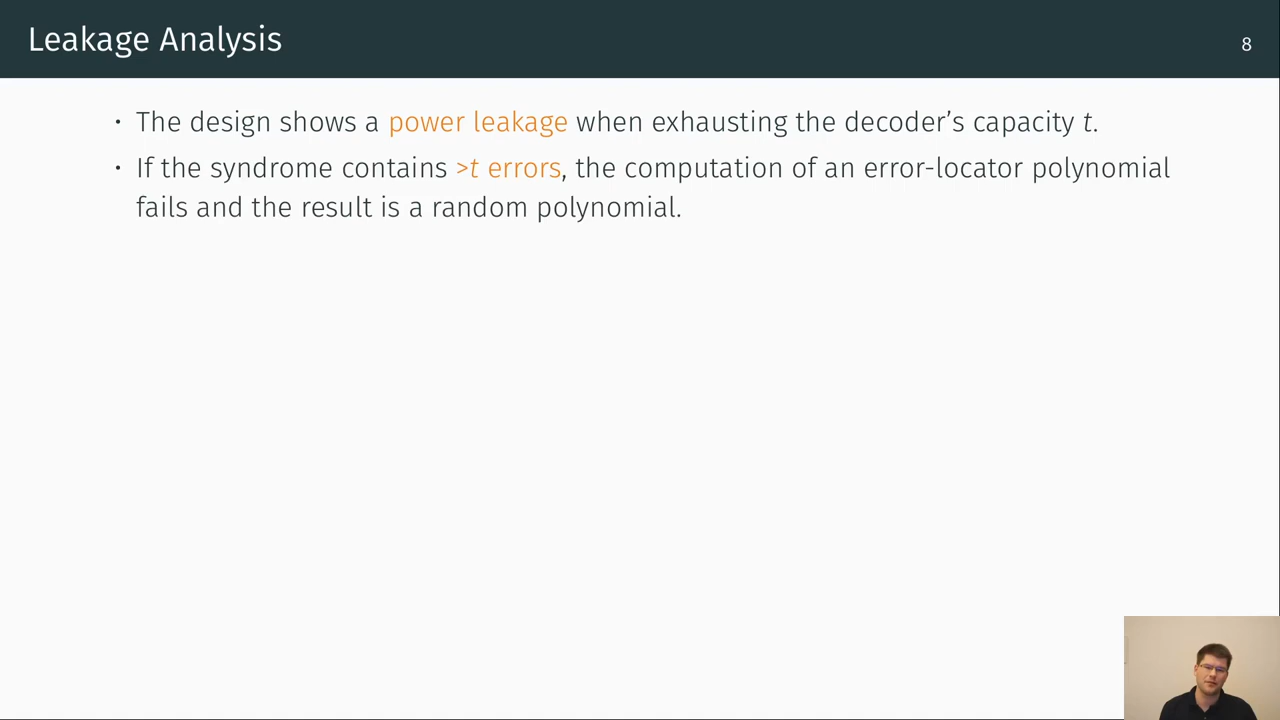 Leakage Analysis
8
• The design shows a power leakage when exhausting the decoder’s capacity t.
• If the syndrome contains >t errors, the computation of an error-locator polynomial
fails and the result is a random polynomial.